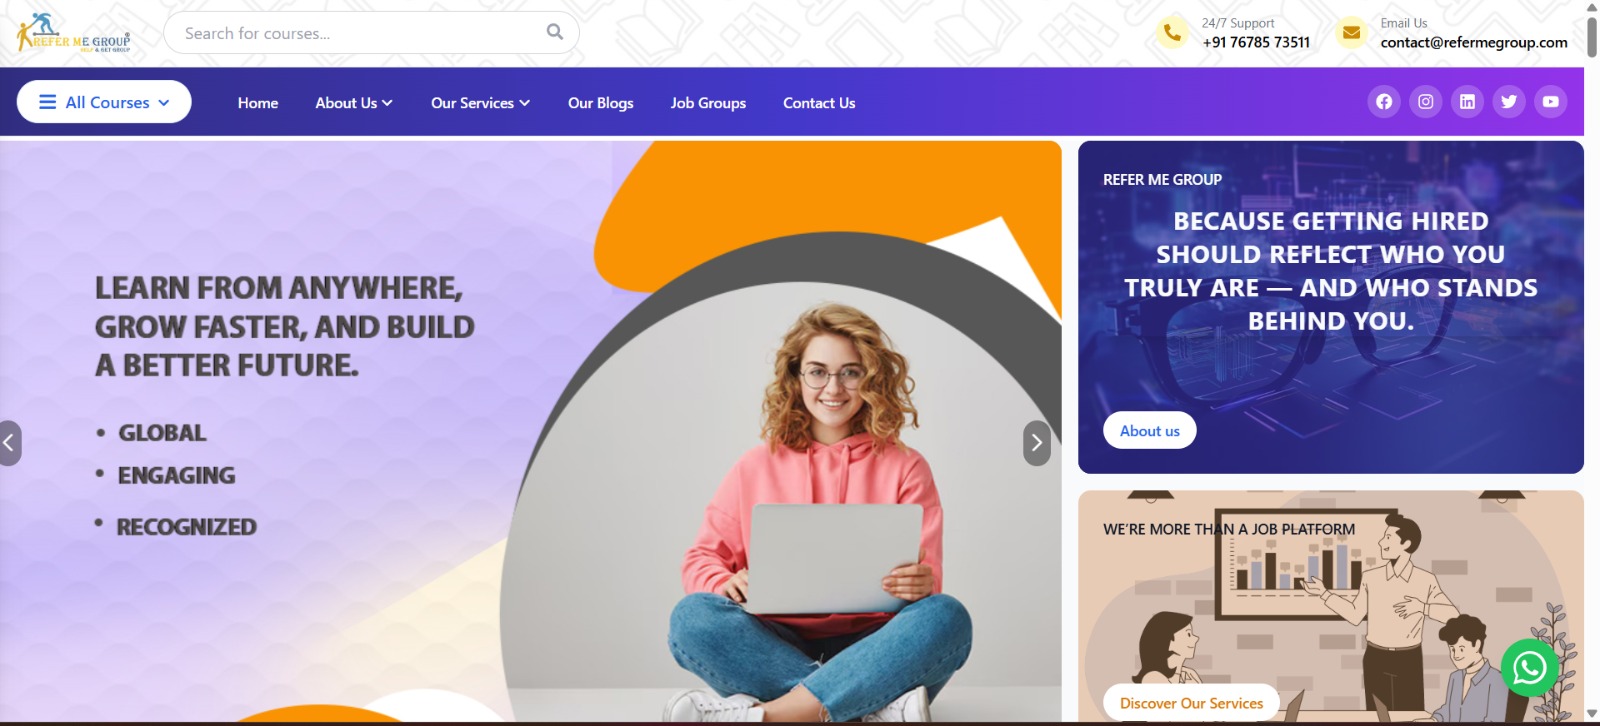 REFER ME GROUP
HELP & GET GROUP
Search for courses...
24/7 Support
+91 76785 73511
Email Us
contact@refermegroup.com
All Courses
Home
About Us
Our Services
Our Blogs
Job Groups
Contact Us
LEARN FROM ANYWHERE,
GROW FASTER, AND BUILD
A BETTER FUTURE.
• GLOBAL
• ENGAGING
• RECOGNIZED
REFER ME GROUP
BECAUSE GETTING HIRED
SHOULD REFLECT WHO YOU
TRULY ARE — AND WHO STANDS
BEHIND YOU.
About us
WE'RE MORE THAN A JOB PLATFORM
Discover Our Services